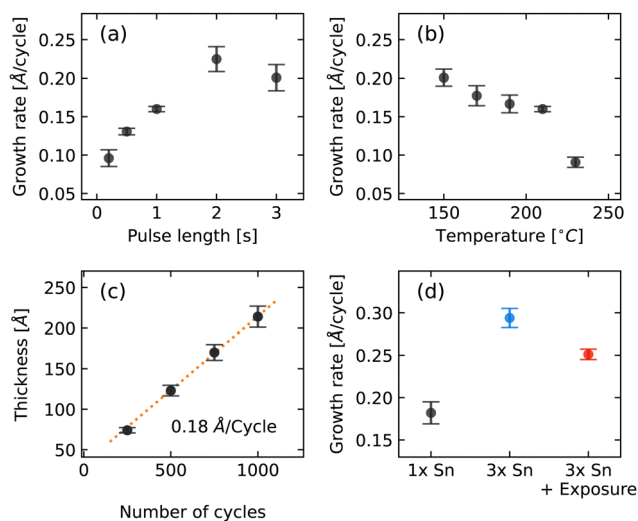 (a)
Growth rate [Å/cycle]
0.25
0.20
0.15
0.10
0.05
0 1 2 3
Pulse length [s]
(b)
Growth rate [Å/cycle]
0.25
0.20
0.15
0.10
0.05
150 200 250
Temperature [°C]
(c)
Thickness [Å]
250
200
150
100
50
0.18 Å/Cycle
0 500 1000
Number of cycles
(d)
Growth rate [Å/cycle]
0.30
0.25
0.20
0.15
1x Sn 3x Sn 3x Sn
+ Exposure